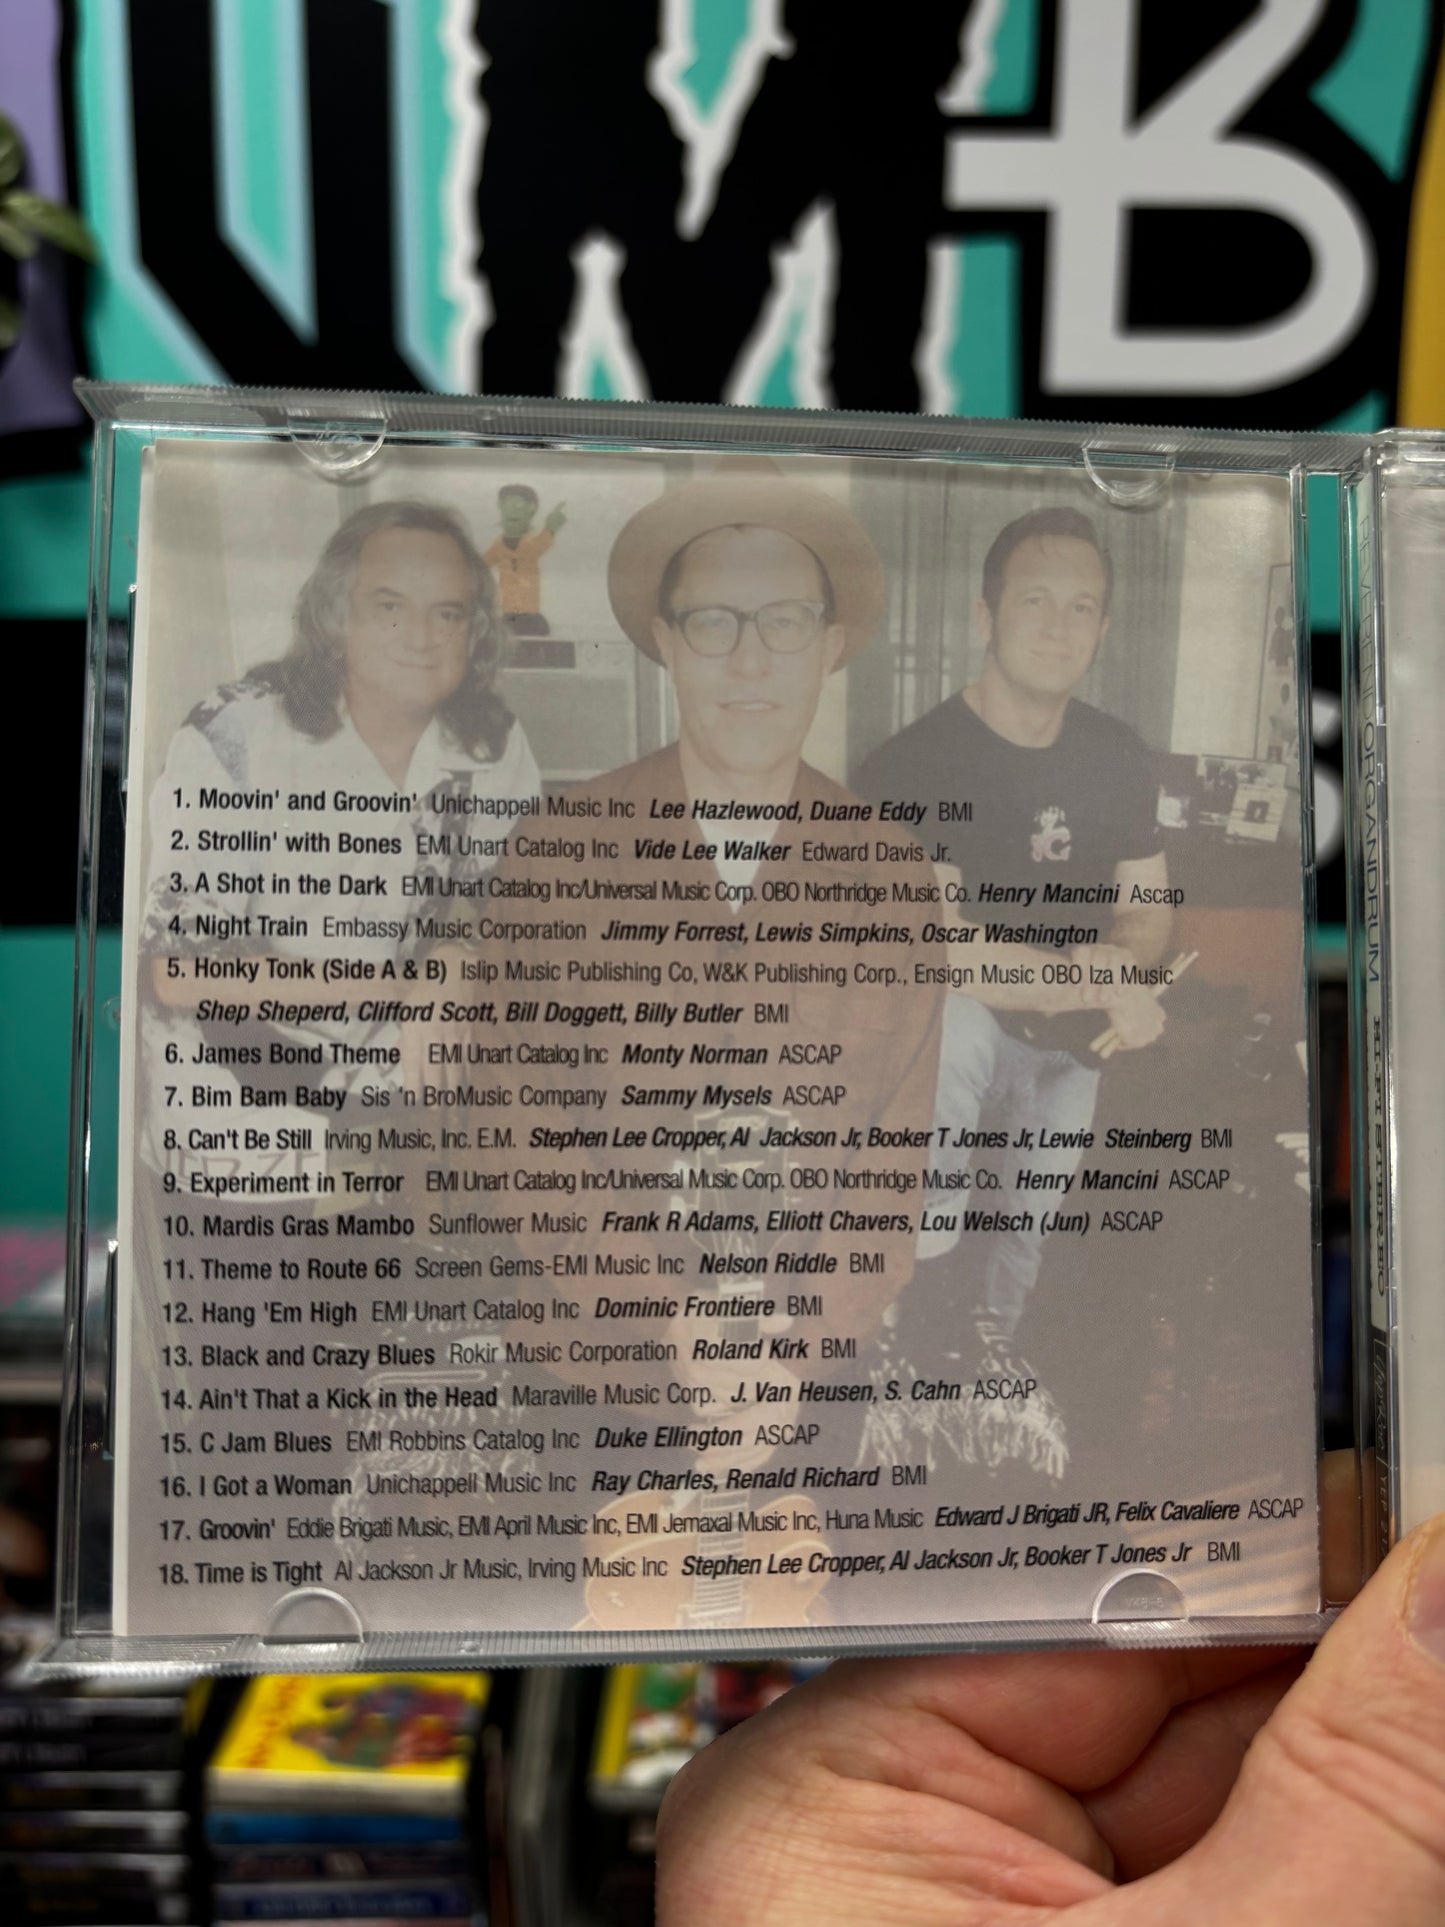 1. Moovin' and Groovin' Unichappell Music Inc Lee Hazlewood, Duane Eddy BMI
2. Strollin' with Bones EMI Unart Catalog Inc Vide Lee Walker Edward Davis Jr.
3. A Shot in the Dark EMI Unart Catalog Inc/Universal Music Corp. OBO Northridge Music Co. Henry Mancini Ascap
4. Night Train Embassy Music Corporation Jimmy Forrest, Lewis Simpkins, Oscar Washington
5. Honky Tonk (Side A & B) Islip Music Publishing Co, W&K Publishing Corp., Ensign Music OBO Iza Music
Shep Sheperd, Clifford Scott, Bill Doggett, Billy Butler BMI
6. James Bond Theme EMI Unart Catalog Inc Monty Norman ASCAP
7. Bim Bam Baby Sis 'n BroMusic Company Sammy Mysels ASCAP
8. Can't Be Still Irving Music, Inc. E.M. Stephen Lee Cropper, Al Jackson Jr, Booker T Jones Jr, Lewie Steinberg BMI
9. Experiment in Terror EMI Unart Catalog Inc/Universal Music Corp. OBO Northridge Music Co. Henry Mancini ASCAP
10. Mardis Gras Mambo Sunflower Music Frank R Adams, Elliott Chavers, Lou Welsch (Jun) ASCAP
11. Theme to Route 66 Screen Gems-EMI Music Inc Nelson Riddle BMI
12. Hang 'Em High EMI Unart Catalog Inc Dominic Frontiere BMI
13. Black and Crazy Blues Rokir Music Corporation Roland Kirk BMI
14. Ain't That a Kick in the Head Maraville Music Corp. J. Van Heusen, S. Cahn ASCAP
15. C Jam Blues EMI Robbins Catalog Inc Duke Ellington ASCAP
16. I Got a Woman Unichappell Music Inc Ray Charles, Renald Richard BMI
17. Groovin' Eddie Brigati Music, EMI April Music Inc, EMI Jemaxal Music Inc, Huna Music Edward J Brigati JR, Felix Cavaliere ASCAP
18. Time is Tight Al Jackson Jr Music, Irving Music Inc Stephen Lee Cropper, Al Jackson Jr, Booker T Jones Jr BMI
REVERENDORGANDRUM HI-FI STEREO